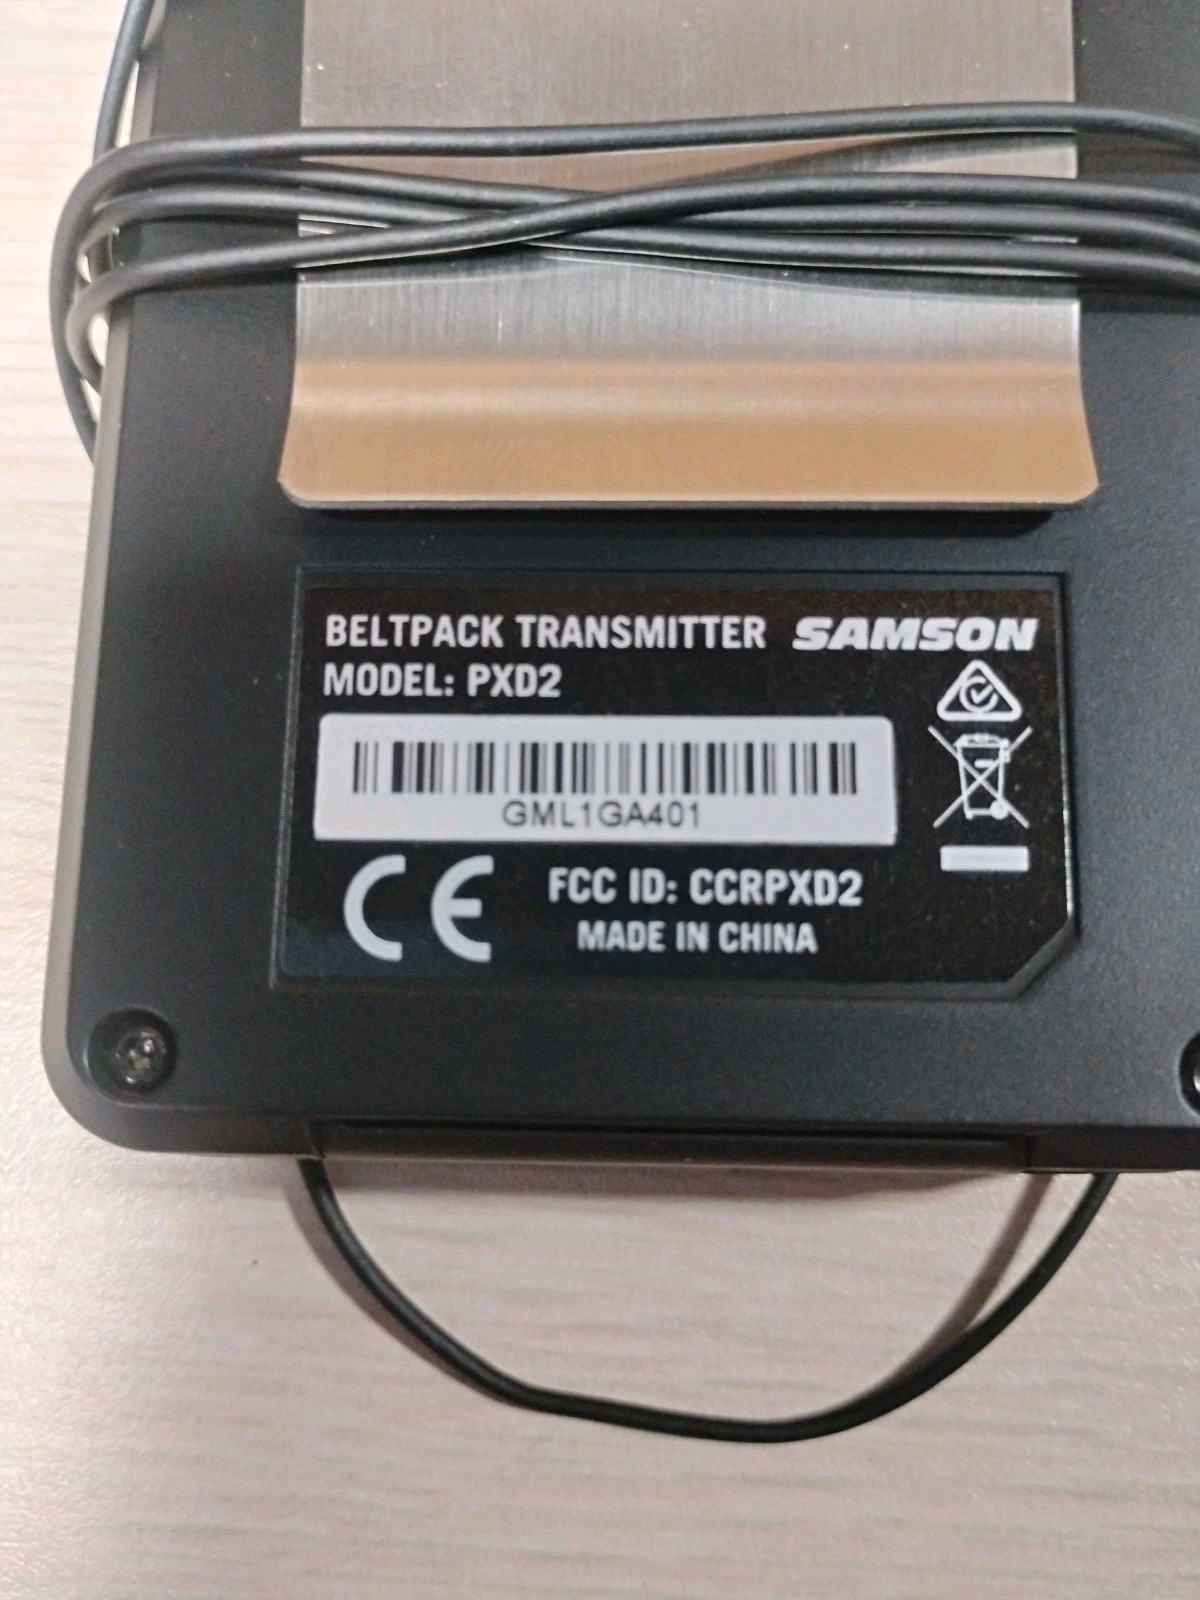 BELTPACK TRANSMITTER SAMSON
MODEL: PXD2
GML1GA401
CE FCC ID: CCRPXD2
MADE IN CHINA